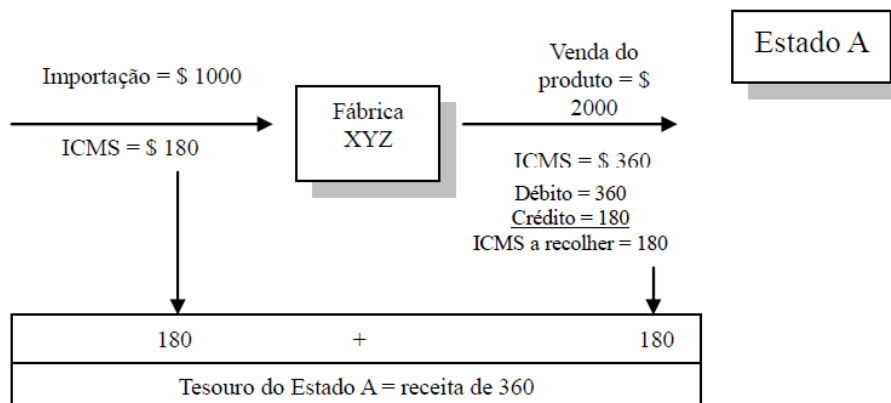 Estado A
Importação = $ 1000
ICMS = $ 180
Fábrica
XYZ
Venda do
produto = $
2000
ICMS = $ 360
Débito = 360
Crédito = 180
ICMS a recolher = 180
180 + 180
Tesouro do Estado A = receita de 360